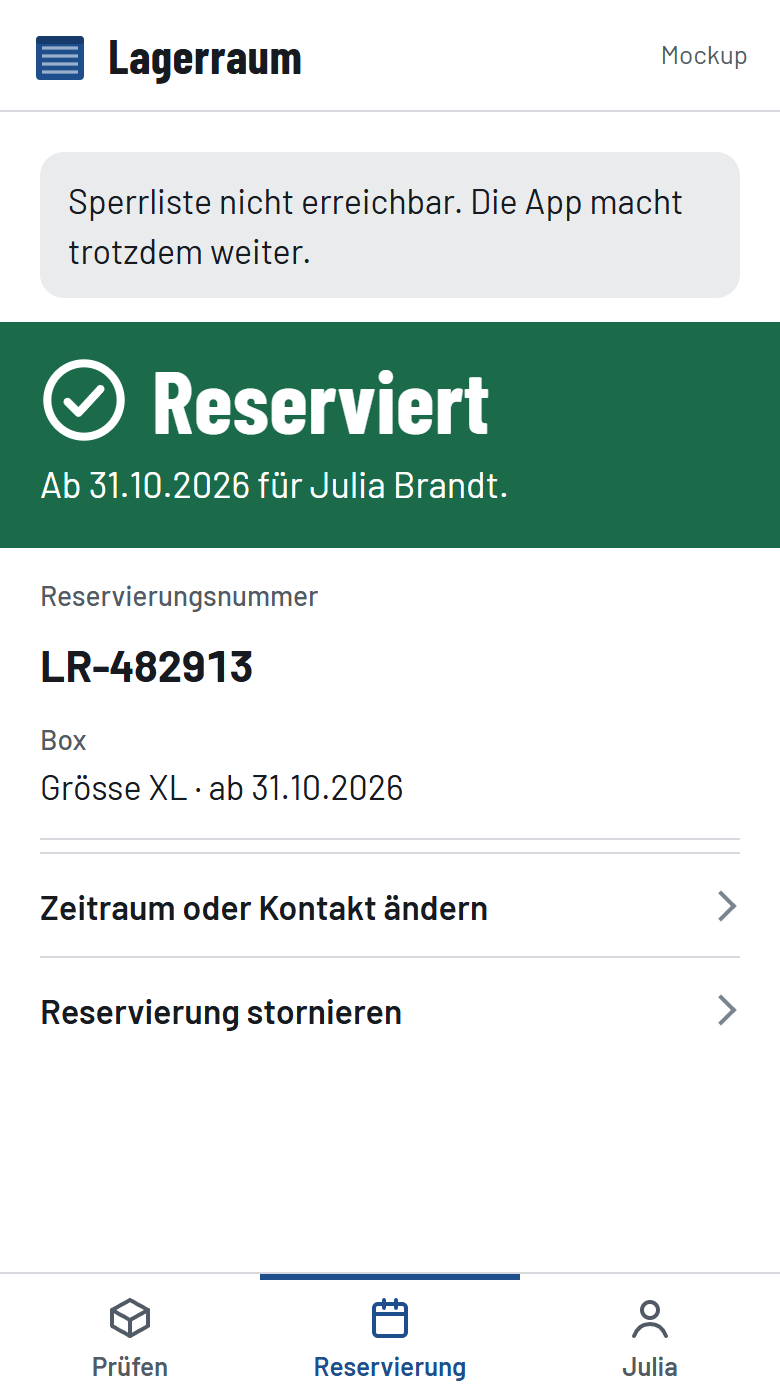 Lagerraum
Mockup
Sperrliste nicht erreichbar. Die App macht
trotzdem weiter.
Reserviert
Ab 31.10.2026 für Julia Brandt.
Reservierungsnummer
LR-482913
Box
Grösse XL · ab 31.10.2026
Zeitraum oder Kontakt ändern
Reservierung stornieren
Prüfen
Reservierung
Julia